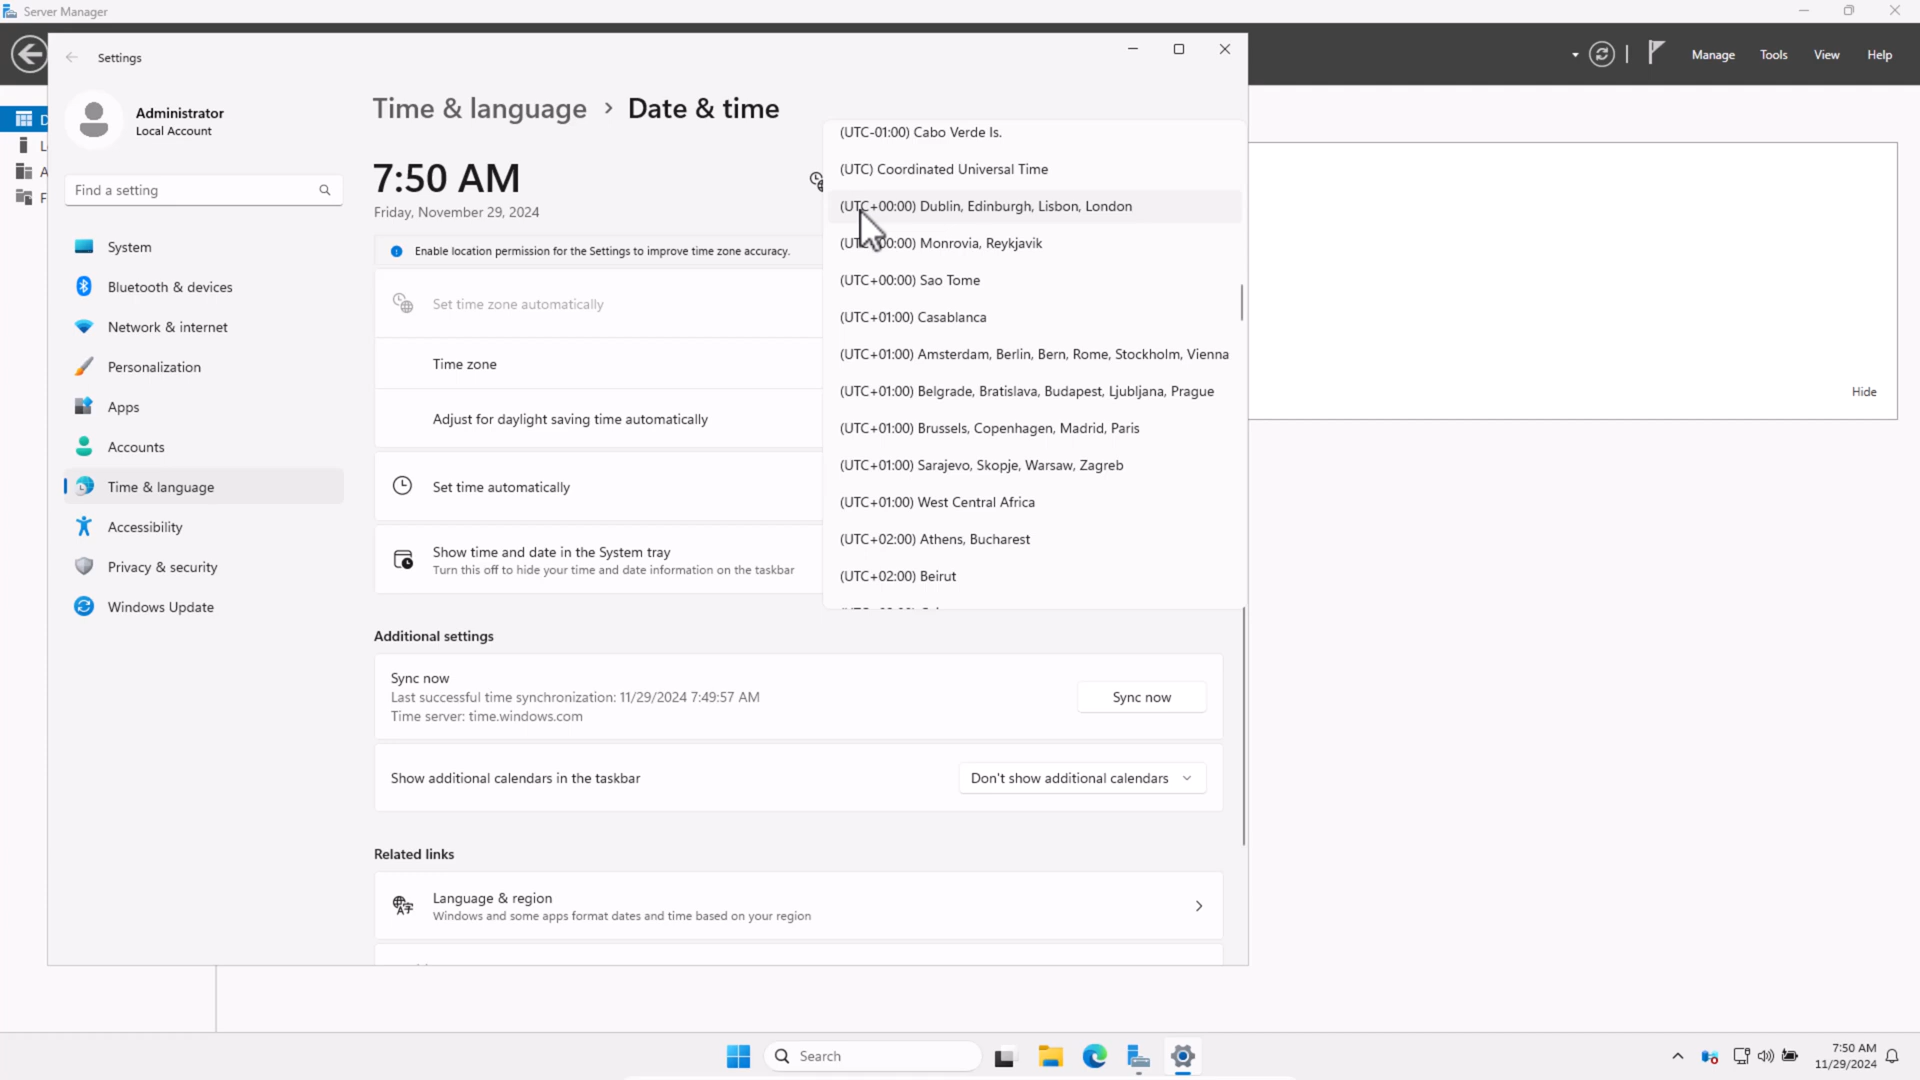 Server Manager
Settings
Manage
Tools
View
Help
Administrator
Local Account
Find a setting
System
Bluetooth & devices
Network & internet
Personalization
Apps
Accounts
Time & language
Accessibility
Privacy & security
Windows Update
Time & language > Date & time
7:50 AM
Friday, November 29, 2024
Enable location permission for the Settings to improve time zone accuracy.
Set time zone automatically
Time zone
Adjust for daylight saving time automatically
Set time automatically
Show time and date in the System tray
Turn this off to hide your time and date information on the taskbar
(UTC-01:00) Cabo Verde Is.
(UTC) Coordinated Universal Time
(UTC+00:00) Dublin, Edinburgh, Lisbon, London
Monrovia, Reykjavik
(UTC+00:00) Sao Tome
(UTC+01:00) Casablanca
(UTC+01:00) Amsterdam, Berlin, Bern, Rome, Stockholm, Vienna
(UTC+01:00) Belgrade, Bratislava, Budapest, Ljubljana, Prague
(UTC+01:00) Brussels, Copenhagen, Madrid, Paris
(UTC+01:00) Sarajevo, Skopje, Warsaw, Zagreb
(UTC+01:00) West Central Africa
(UTC+02:00) Athens, Bucharest
(UTC+02:00) Beirut
Hide
Additional settings
Sync now
Last successful time synchronization: 11/29/2024 7:49:57 AM
Time server: time.windows.com
Sync now
Show additional calendars in the taskbar
Don't show additional calendars
Related links
Language & region
Windows and some apps format dates and time based on your region
Search
7:50 AM
11/29/2024